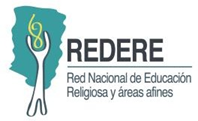 REDERE
Red Nacional de Educación
Religiosa y áreas afines